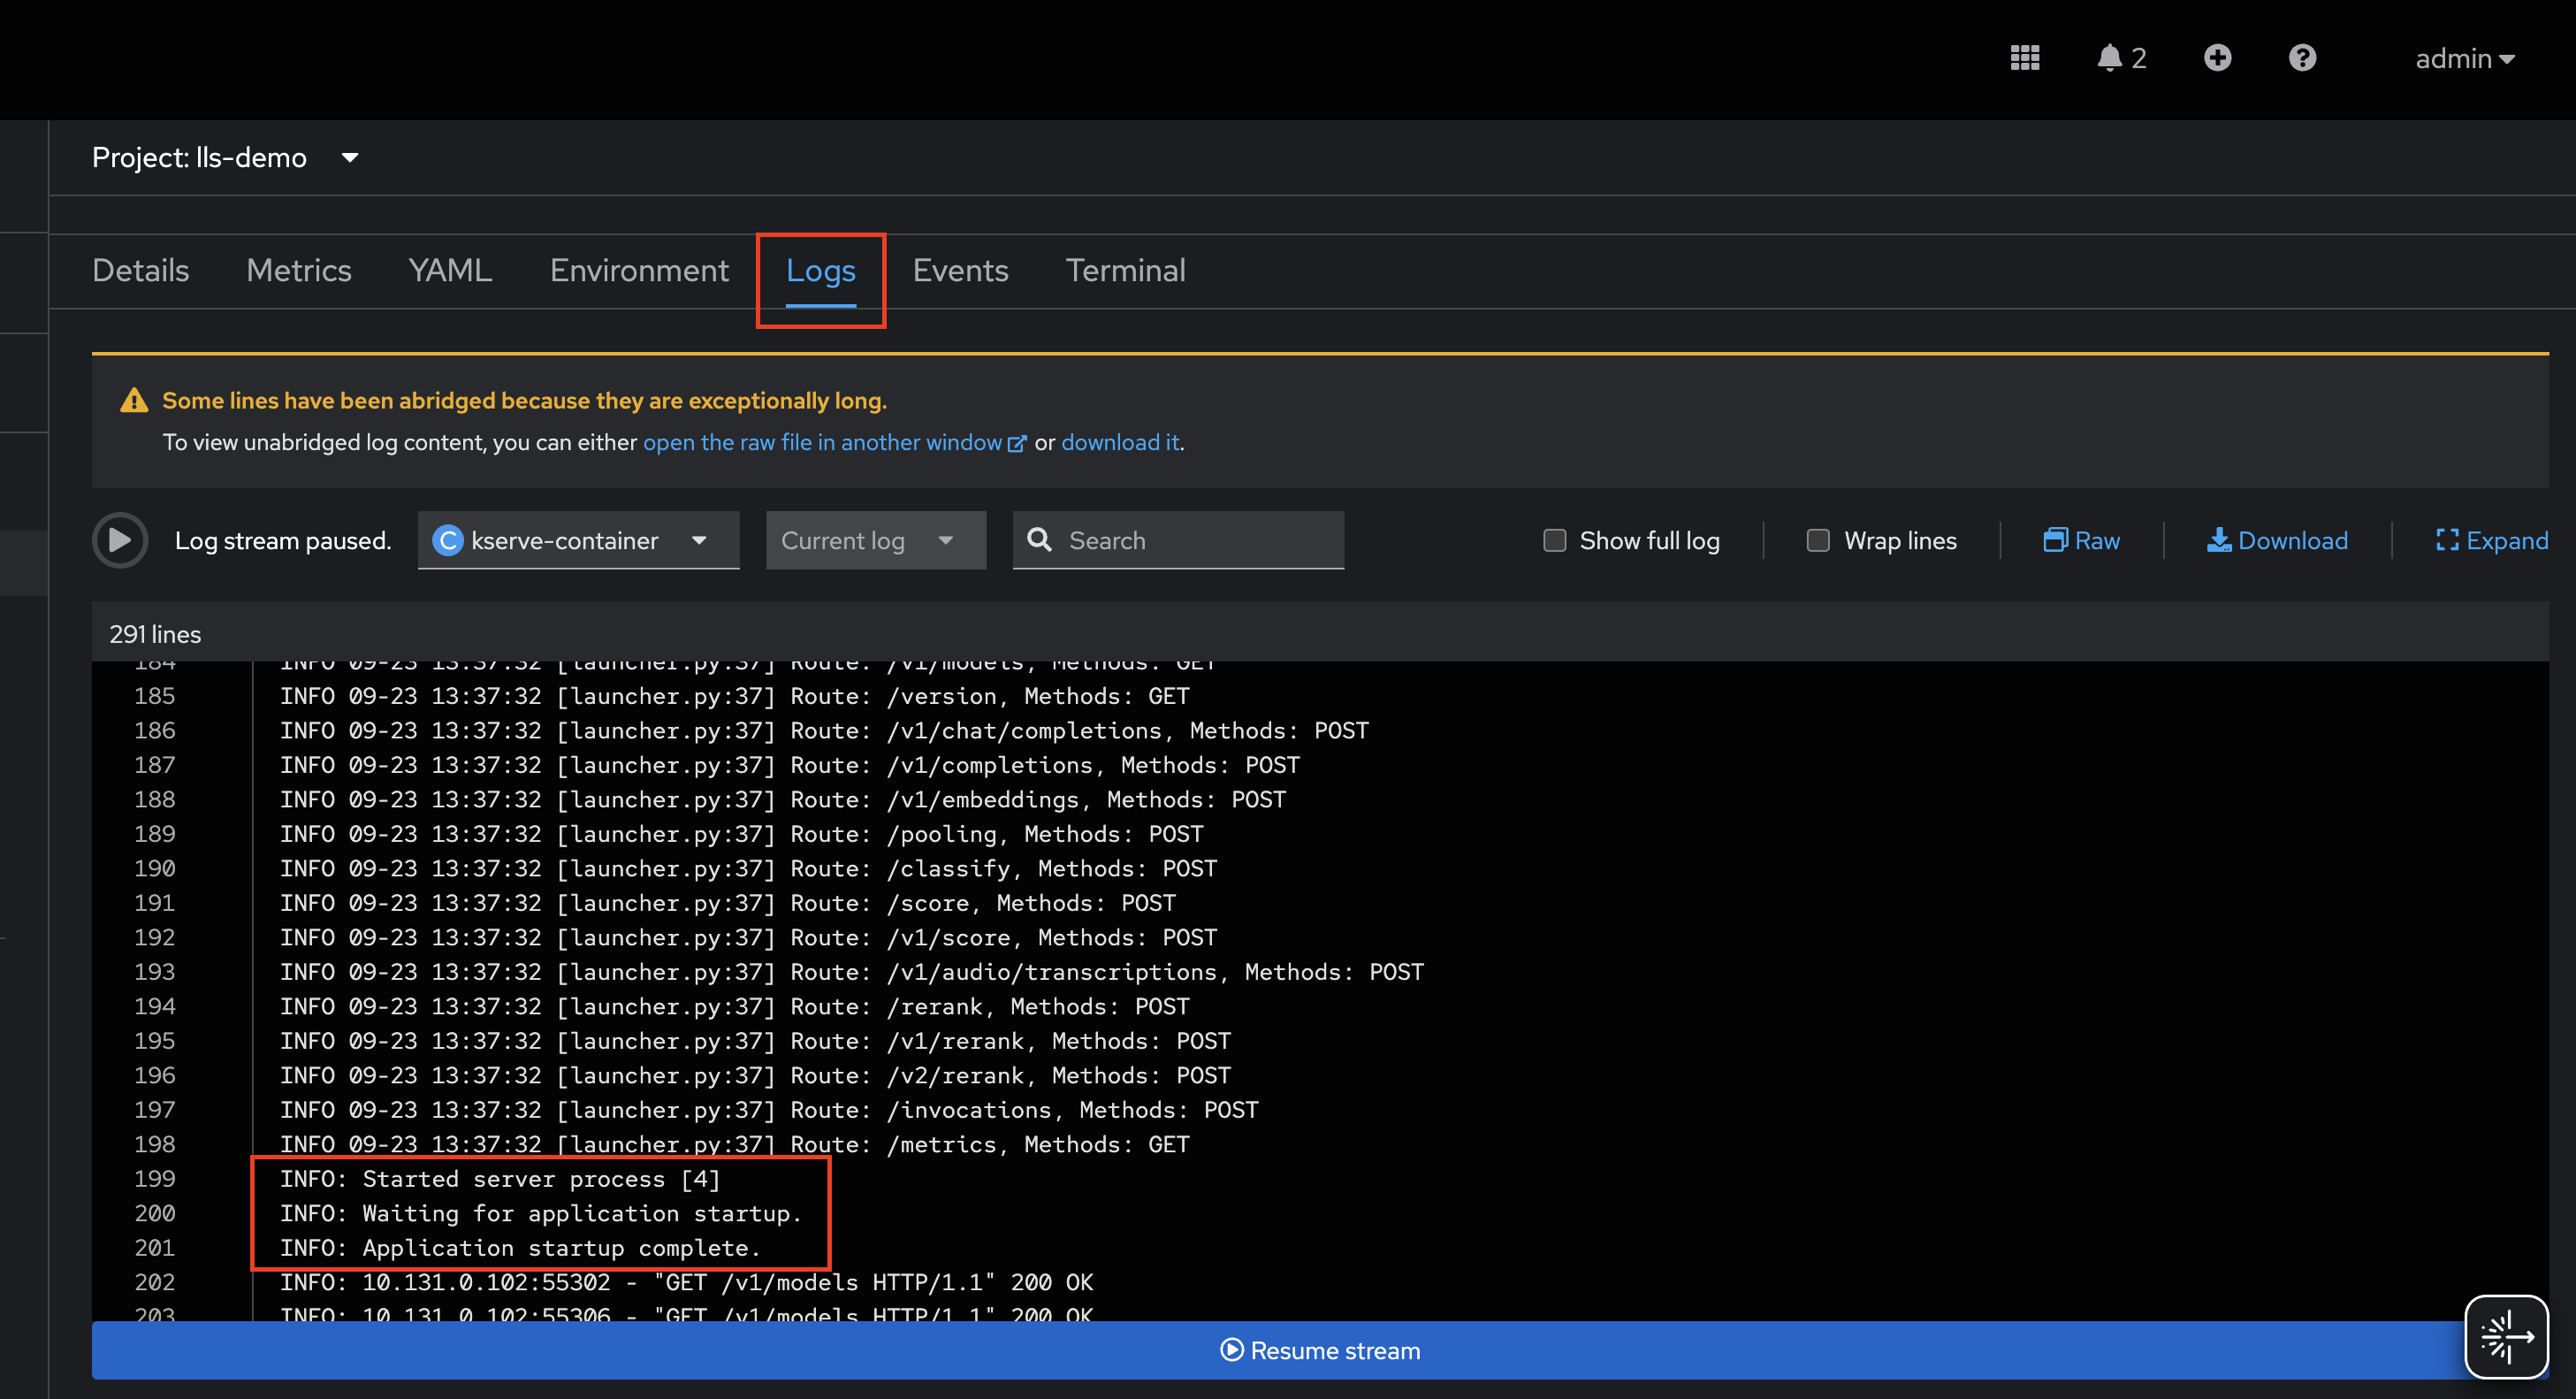 2
admin
Project: lls-demo
Details Metrics YAML Environment Logs Events Terminal
Some lines have been abridged because they are exceptionally long.
To view unabridged log content, you can either open the raw file in another window or download it.
Log stream paused. C kserve-container Current log Search Show full log Wrap lines Raw Download Expand
291 lines
184 INFO 09-23 13:37:32 [launcher.py:37] Route: /v1/models, Methods: GET
185 INFO 09-23 13:37:32 [launcher.py:37] Route: /version, Methods: GET
186 INFO 09-23 13:37:32 [launcher.py:37] Route: /v1/chat/completions, Methods: POST
187 INFO 09-23 13:37:32 [launcher.py:37] Route: /v1/completions, Methods: POST
188 INFO 09-23 13:37:32 [launcher.py:37] Route: /v1/embeddings, Methods: POST
189 INFO 09-23 13:37:32 [launcher.py:37] Route: /pooling, Methods: POST
190 INFO 09-23 13:37:32 [launcher.py:37] Route: /classify, Methods: POST
191 INFO 09-23 13:37:32 [launcher.py:37] Route: /score, Methods: POST
192 INFO 09-23 13:37:32 [launcher.py:37] Route: /v1/score, Methods: POST
193 INFO 09-23 13:37:32 [launcher.py:37] Route: /v1/audio/transcriptions, Methods: POST
194 INFO 09-23 13:37:32 [launcher.py:37] Route: /rerank, Methods: POST
195 INFO 09-23 13:37:32 [launcher.py:37] Route: /v1/rerank, Methods: POST
196 INFO 09-23 13:37:32 [launcher.py:37] Route: /v2/rerank, Methods: POST
197 INFO 09-23 13:37:32 [launcher.py:37] Route: /invocations, Methods: POST
198 INFO 09-23 13:37:32 [launcher.py:37] Route: /metrics, Methods: GET
199 INFO: Started server process [4]
200 INFO: Waiting for application startup.
201 INFO: Application startup complete.
202 INFO: 10.131.0.102:55302 - "GET /v1/models HTTP/1.1" 200 OK
203 INFO: 10.131.0.102:55306 - "GET /v1/models HTTP/1.1" 200 OK
Resume stream